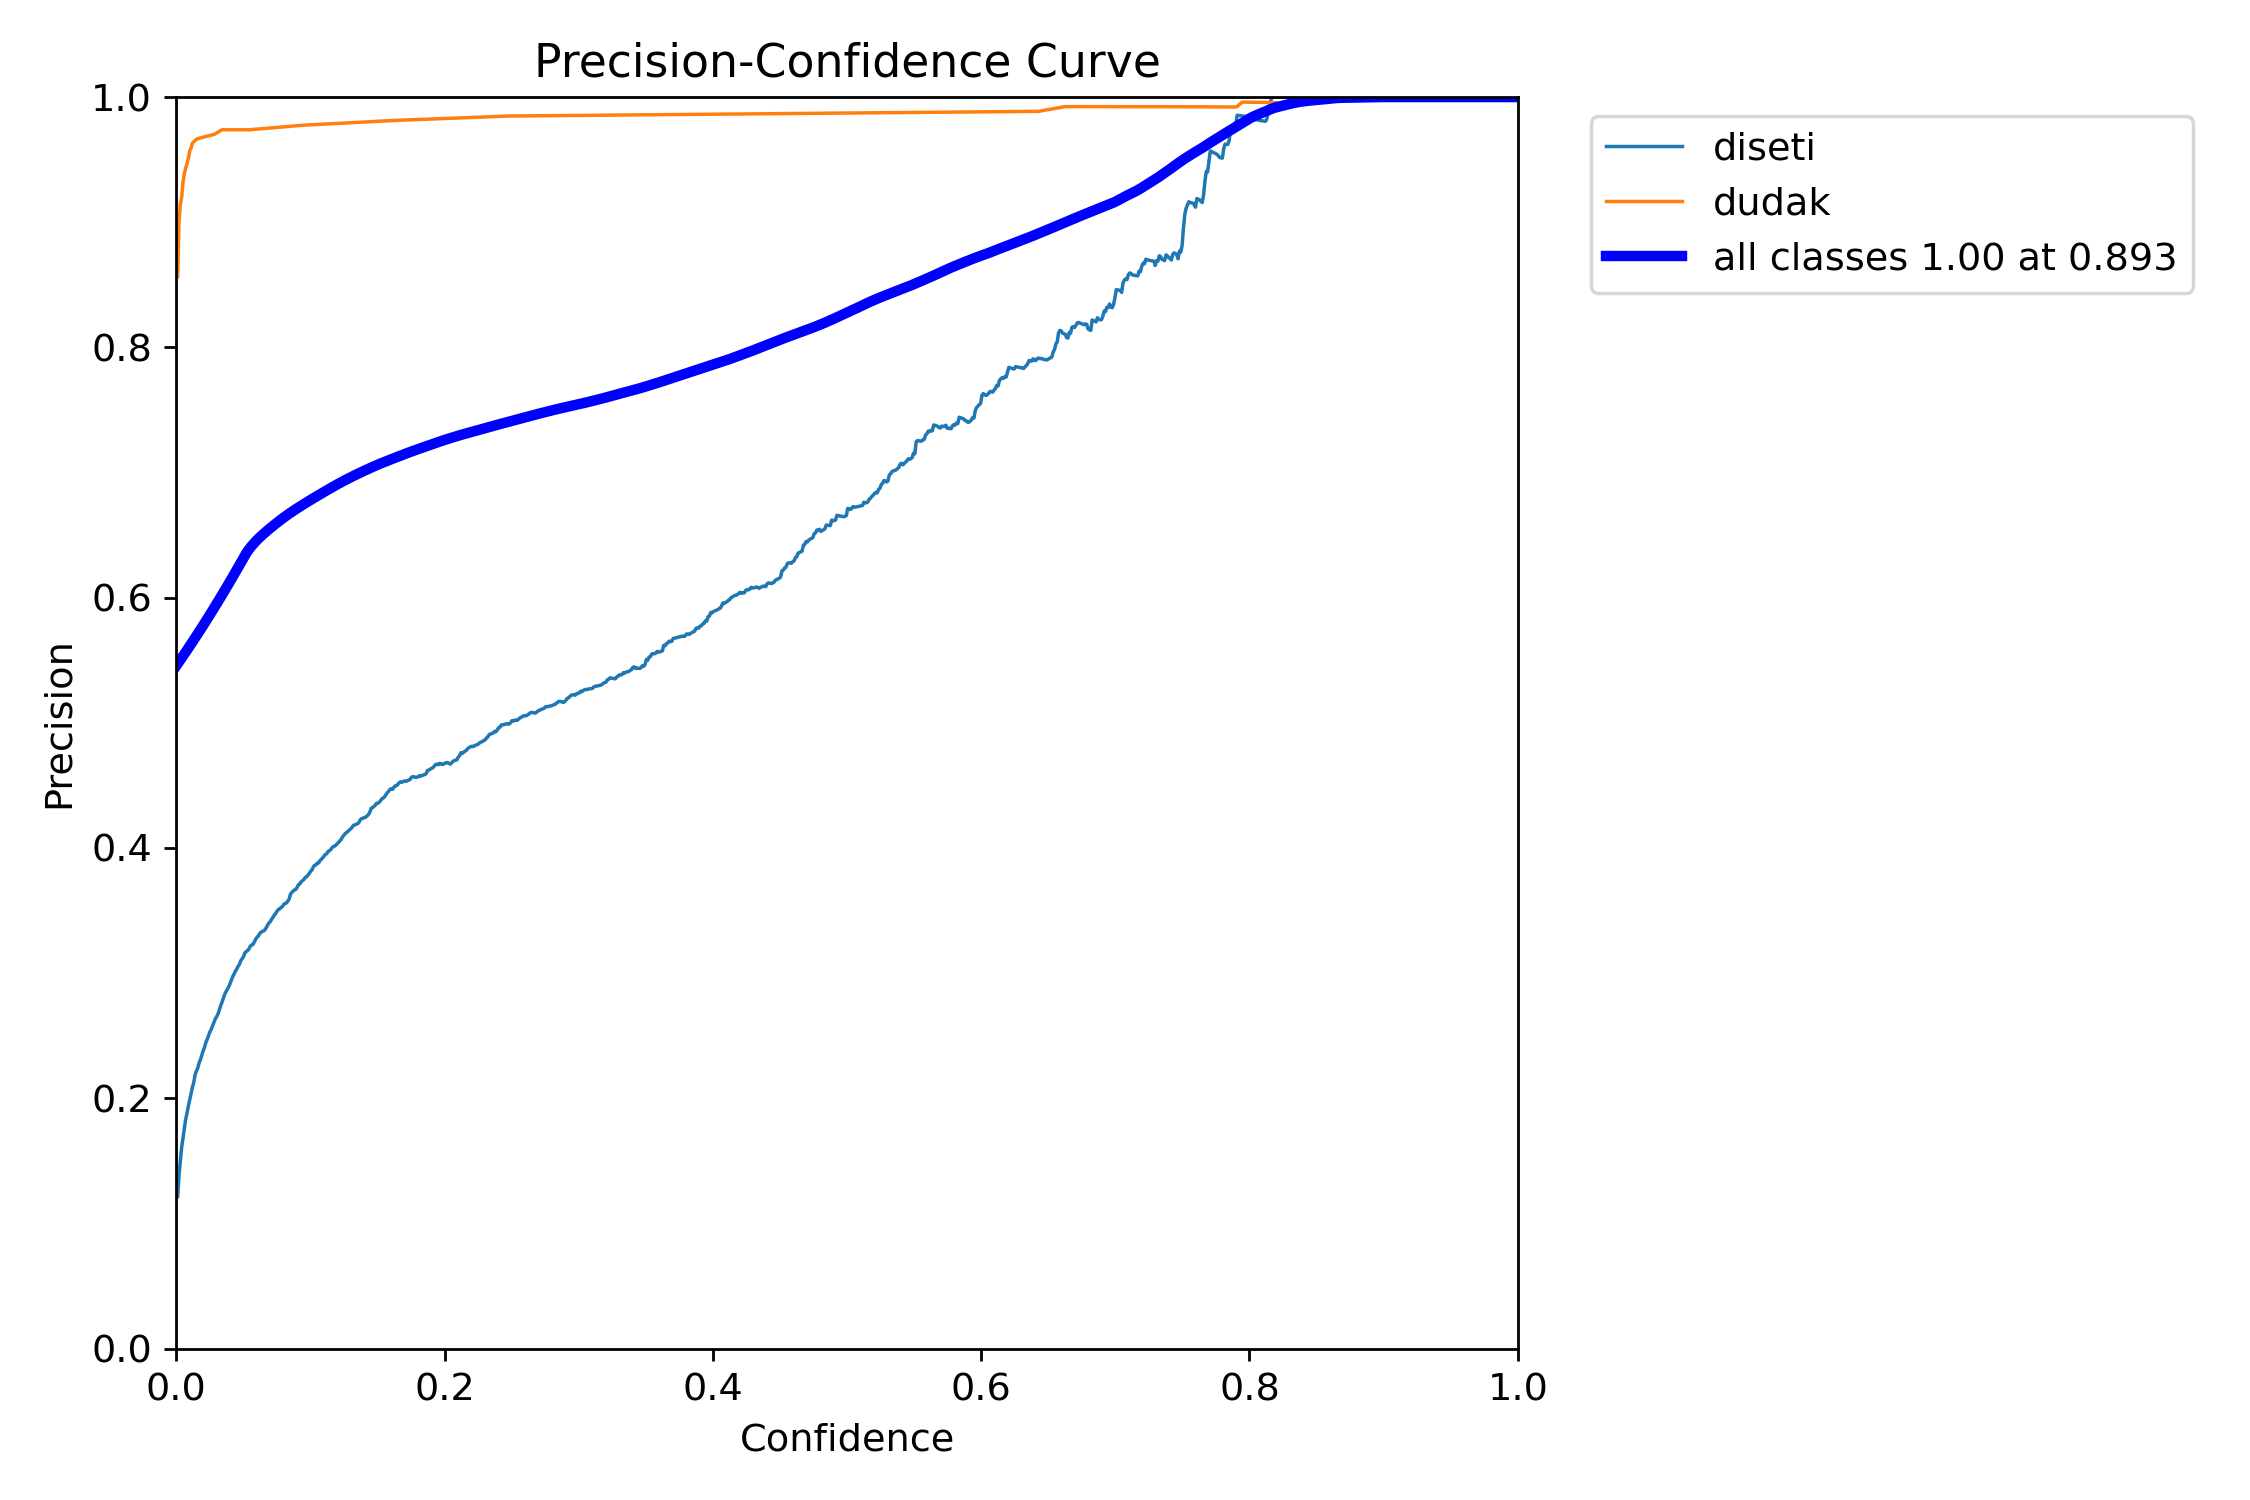 Precision-Confidence Curve
1.0
0.8
0.6
0.4
0.2
0.0
Precision
0.0 0.2 0.4 0.6 0.8 1.0
Confidence
diseti
dudak
all classes 1.00 at 0.893